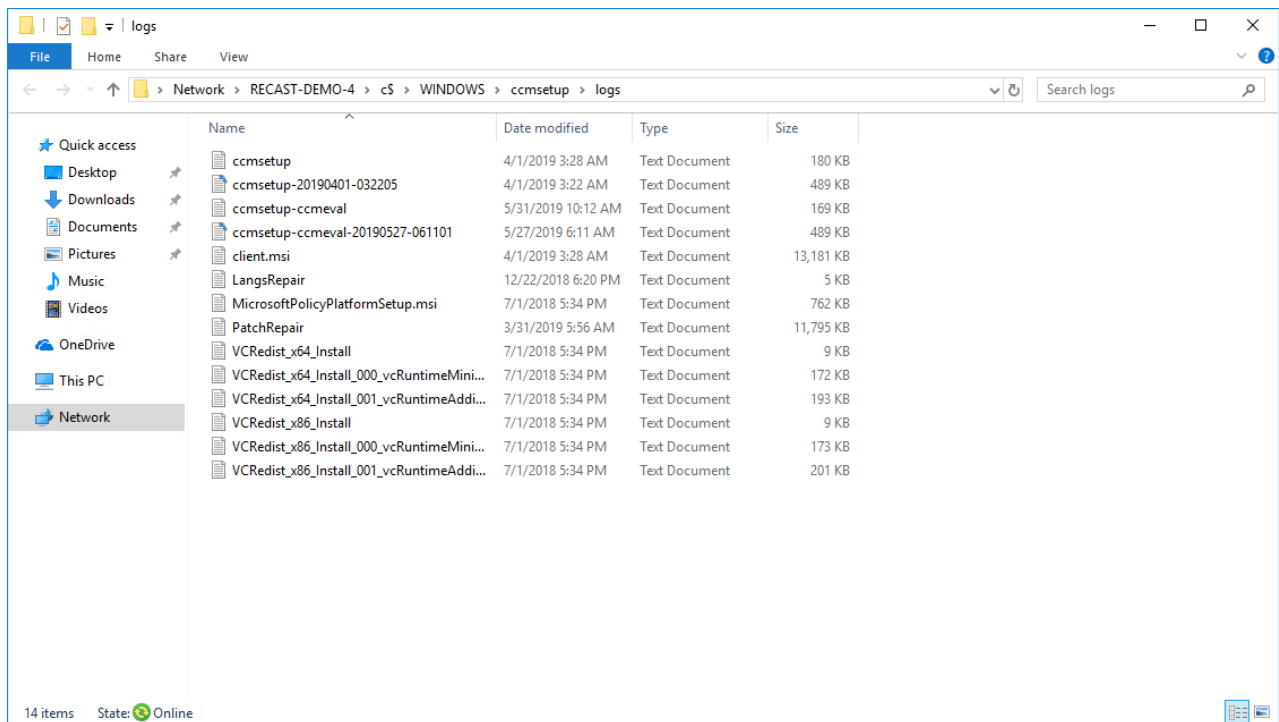 logs
File Home Share View
Network > RECAST-DEMO-4 > c$ > WINDOWS > ccmsetup > logs
Search logs
Quick access
Desktop
Downloads
Documents
Pictures
Music
Videos
OneDrive
This PC
Network
Name Date modified Type Size
ccmsetup 4/1/2019 3:28 AM Text Document 180 KB
ccmsetup-20190401-032205 4/1/2019 3:22 AM Text Document 489 KB
ccmsetup-ccmeval 5/31/2019 10:12 AM Text Document 169 KB
ccmsetup-ccmeval-20190527-061101 5/27/2019 6:11 AM Text Document 489 KB
client.msi 4/1/2019 3:28 AM Text Document 13,181 KB
LangsRepair 12/22/2018 6:20 PM Text Document 5 KB
MicrosoftPolicyPlatformSetup.msi 7/1/2018 5:34 PM Text Document 762 KB
PatchRepair 3/31/2019 5:56 AM Text Document 11,795 KB
VCRedist_x64_Install 7/1/2018 5:34 PM Text Document 9 KB
VCRedist_x64_Install_000_vcRuntimeMini... 7/1/2018 5:34 PM Text Document 172 KB
VCRedist_x64_Install_001_vcRuntimeAddi... 7/1/2018 5:34 PM Text Document 193 KB
VCRedist_x86_Install 7/1/2018 5:34 PM Text Document 9 KB
VCRedist_x86_Install_000_vcRuntimeMini... 7/1/2018 5:34 PM Text Document 173 KB
VCRedist_x86_Install_001_vcRuntimeAddi... 7/1/2018 5:34 PM Text Document 201 KB
14 items State: Online